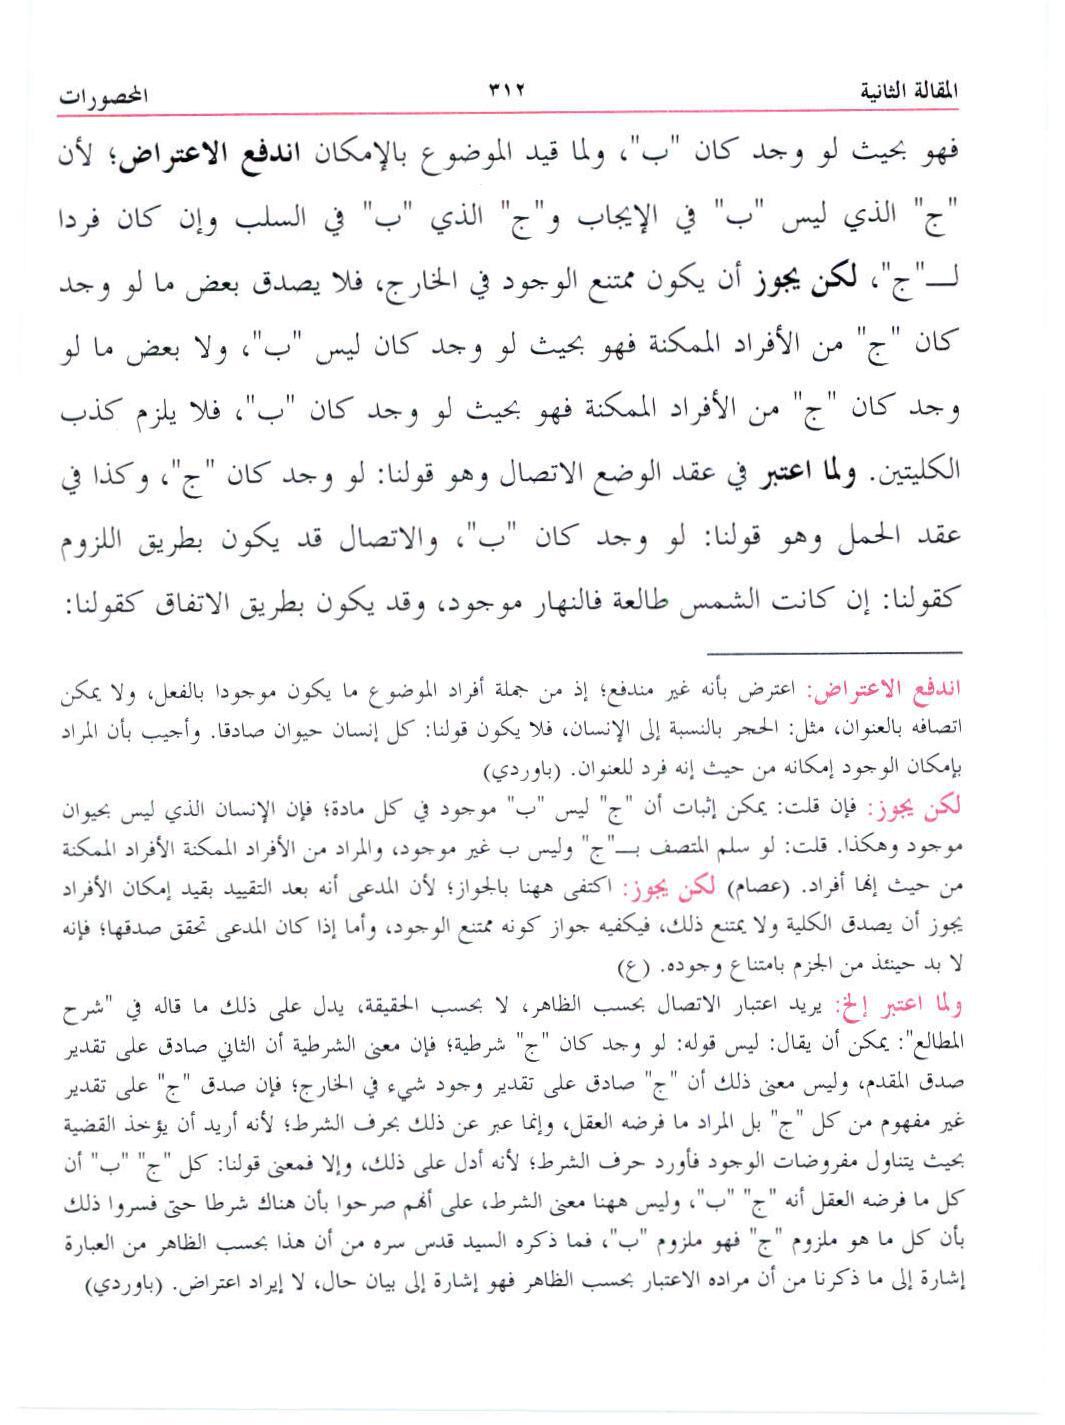 المقالة الثانية ٣١٢ المحصورات
فهو بحيث لو وجد كان "ب"، ولما قيد الموضوع بالإمكان اندفع الاعتراض؛ لأن
"ج" الذي ليس "ب" في الإيجاب و"ج" الذي "ب" في السلب وإن كان فردا
لــ"ج"، لكن يجوز أن يكون ممتنع الوجود في الخارج، فلا يصدق بعض ما لو وجد
كان "ج" من الأفراد الممكنة فهو بحيث لو وجد كان ليس "ب"، ولا بعض ما لو
وجد كان "ج" من الأفراد الممكنة فهو بحيث لو وجد كان "ب"، فلا يلزم كذب
الكليتين. ولما اعتبر في عقد الوضع الاتصال وهو قولنا: لو وجد كان "ج"، وكذا في
عقد الحمل وهو قولنا: لو وجد كان "ب"، والاتصال قد يكون بطريق اللزوم
كقولنا: إن كانت الشمس طالعة فالنهار موجود، وقد يكون بطريق الاتفاق كقولنا:
اندفع الاعتراض: اعترض بأنه غير مندفع؛ إذ من جملة أفراد الموضوع ما يكون موجودا بالفعل، ولا يمكن
اتصافه بالعنوان، مثل: الحجر بالنسبة إلى الإنسان، فلا يكون قولنا: كل إنسان حيوان صادقا. وأجيب بأن المراد
بإمكان الوجود إمكانه من حيث إنه فرد للعنوان. (باوردي)
لكن يجوز: فإن قلت: يمكن إثبات أن "ج" ليس "ب" موجود في كل مادة؛ فإن الإنسان الذي ليس بحيوان
موجود وهكذا. قلت: لو سلم المتصف بــ"ج" وليس ب غير موجود، والمراد من الأفراد الممكنة الأفراد الممكنة
من حيث إنها أفراد. (عصام) لكن يجوز: اكتفى ههنا بالجواز؛ لأن المدعى أنه بعد التقييد بقيد إمكان الأفراد
يجوز أن يصدق الكلية ولا يمتنع ذلك، فيكفيه جواز كونه ممتنع الوجود، وأما إذا كان المدعى تحقق صدقها؛ فإنه
لا بد حينئذ من الجزم بامتناع وجوده. (ع)
ولما اعتبر إلخ: يريد اعتبار الاتصال بحسب الظاهر، لا بحسب الحقيقة، يدل على ذلك ما قاله في "شرح
المطالع": يمكن أن يقال: ليس قوله: لو وجد كان "ج" شرطية؛ فإن معنى الشرطية أن الثاني صادق على تقدير
صدق المقدم، وليس معنى ذلك أن "ج" صادق على تقدير وجود شيء في الخارج؛ فإن صدق "ج" على تقدير
غير مفهوم من كل "ج" بل المراد ما فرضه العقل، وإنما عبر عن ذلك بحرف الشرط؛ لأنه أريد أن يؤخذ القضية
بحيث يتناول مفروضات الوجود فأورد حرف الشرط؛ لأنه أدل على ذلك، وإلا فمعنى قولنا: كل "ج" "ب" أن
كل ما فرضه العقل أنه "ج" "ب"، وليس ههنا معنى الشرط، على أنهم صرحوا بأن هناك شرطا حتى فسروا ذلك
بأن كل ما هو ملزوم "ج" فهو ملزوم "ب"، فما ذكره السيد قدس سره من أن هذا بحسب الظاهر من العبارة
إشارة إلى ما ذكرنا من أن مراده الاعتبار بحسب الظاهر فهو إشارة إلى بيان حال، لا إيراد اعتراض. (باوردي)